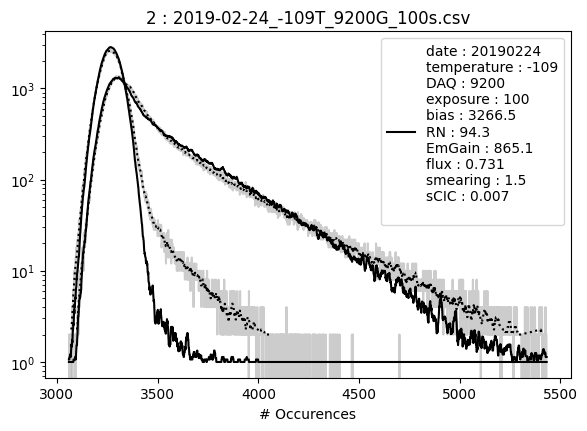 2 : 2019-02-24_-109T_9200G_100s.csv
date : 20190224
temperature : -109
DAQ : 9200
exposure : 100
bias : 3266.5
RN : 94.3
EmGain : 865.1
flux : 0.731
smearing : 1.5
sCIC : 0.007
10³
10²
10¹
10⁰
3000 3500 4000 4500 5000 5500
# Occurences